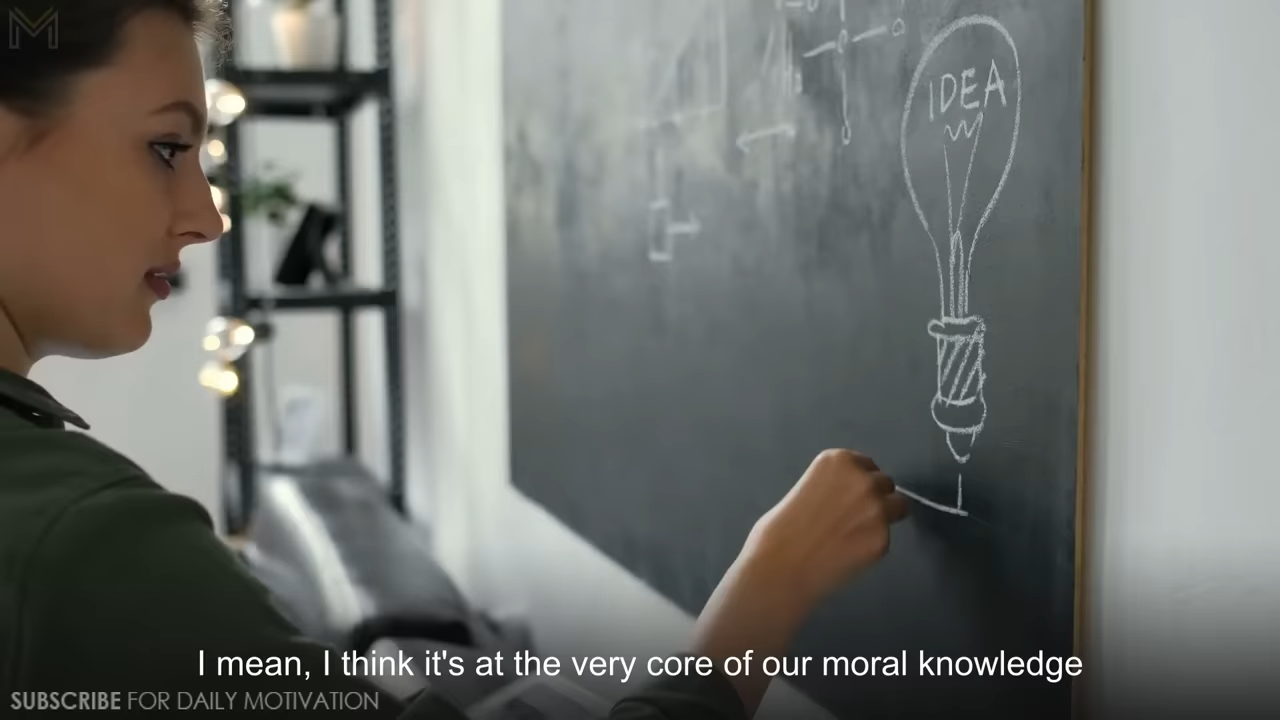 M
IDEA
I mean, I think it's at the very core of our moral knowledge
SUBSCRIBE FOR DAILY MOTIVATION